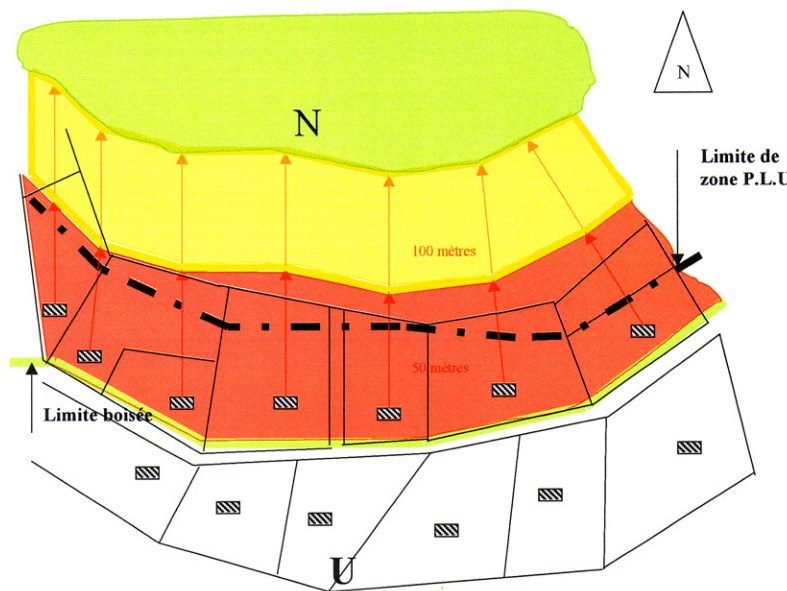 N
N
Limite de
zone P.L.U
100 mètres
50 mètres
Limite boisée
U